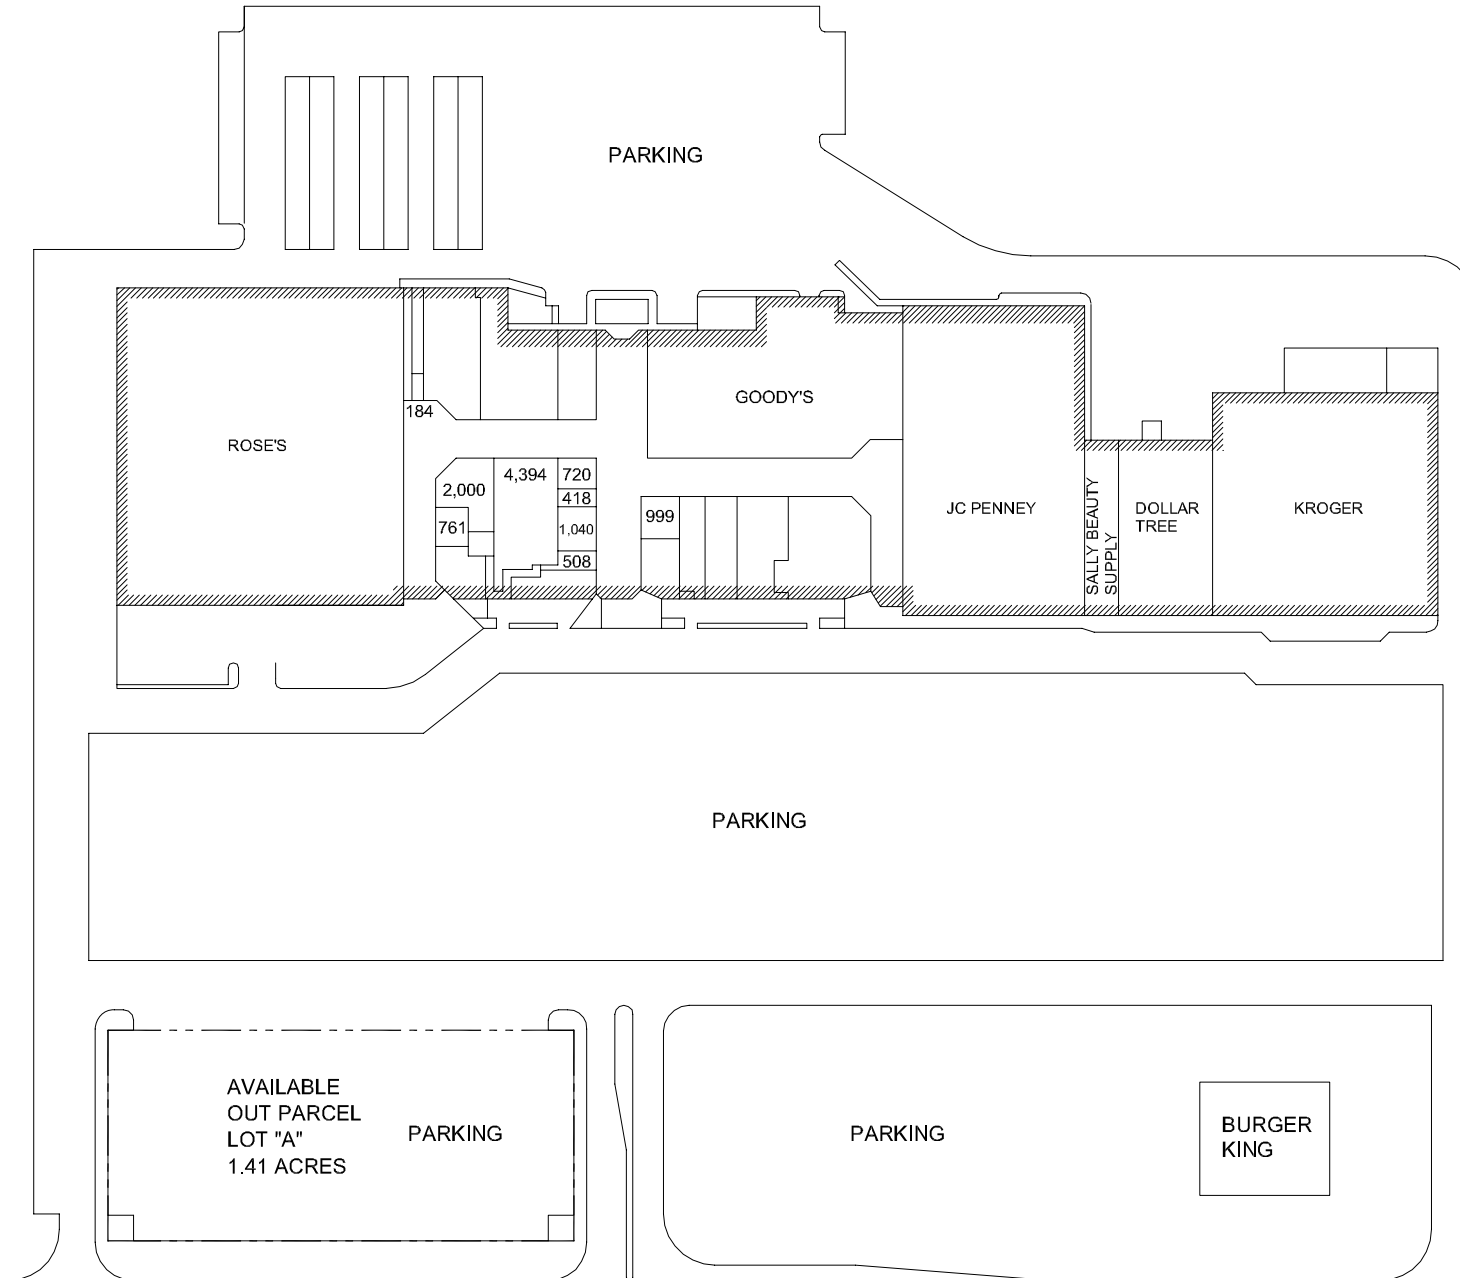 PARKING
GOODY'S
184
ROSE'S
4,394
720
2,000
418
999
761
1,040
508
JC PENNEY
SALLY BEAUTY
SUPPLY
DOLLAR
TREE
KROGER
PARKING
AVAILABLE
OUT PARCEL
LOT "A"
1.41 ACRES
PARKING
PARKING
BURGER
KING